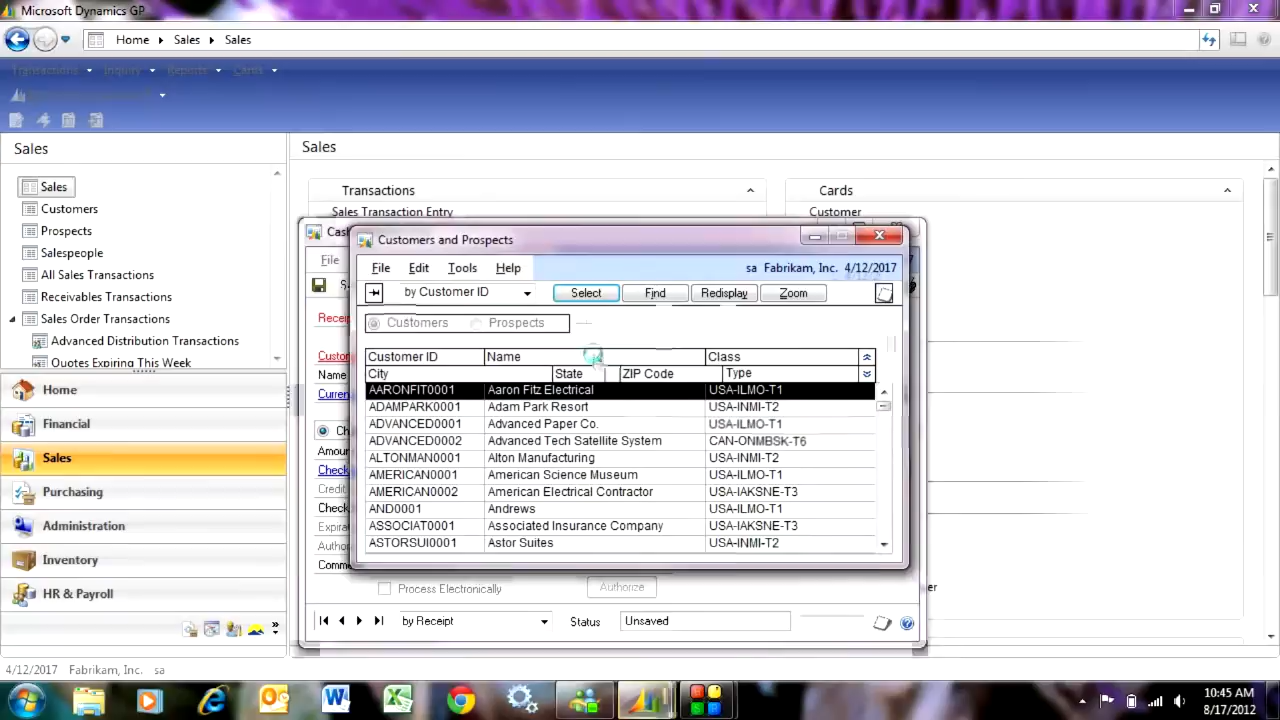 Microsoft Dynamics GP
Home Sales Sales
Transactions Inquiry Reports Cards
Sales
Sales
Sales
Customers
Prospects
Salespeople
All Sales Transactions
Receivables Transactions
Sales Order Transactions
Advanced Distribution Transactions
Quotes Expiring This Week
Home
Financial
Sales
Purchasing
Administration
Inventory
HR & Payroll
Transactions
Cards
Sales Transaction Entry
Customer
File
Name
Process Electronically
Authorize
by Receipt
Status
Unsaved
Customers and Prospects
File Edit Tools Help
sa Fabrikam, Inc. 4/12/2017
by Customer ID
Select Find Redisplay Zoom
Customers Prospects
Customer ID Name Class
City State ZIP Code Type
AARONFIT0001 Aaron Fitz Electrical USA-ILMO-T1
ADAMPARK0001 Adam Park Resort USA-INMI-T2
ADVANCED0001 Advanced Paper Co. USA-ILMO-T1
ADVANCED0002 Advanced Tech Satellite System CAN-ONMBSK-T6
ALTONMAN0001 Alton Manufacturing USA-INMI-T2
AMERICAN0001 American Science Museum USA-ILMO-T1
AMERICAN0002 American Electrical Contractor USA-IAKSNE-T3
AND0001 Andrews USA-ILMO-T1
ASSOCIAT0001 Associated Insurance Company USA-IAKSNE-T3
ASTORSUI0001 Astor Suites USA-INMI-T2
4/12/2017 Fabrikam, Inc. sa
10:45 AM
8/17/2012